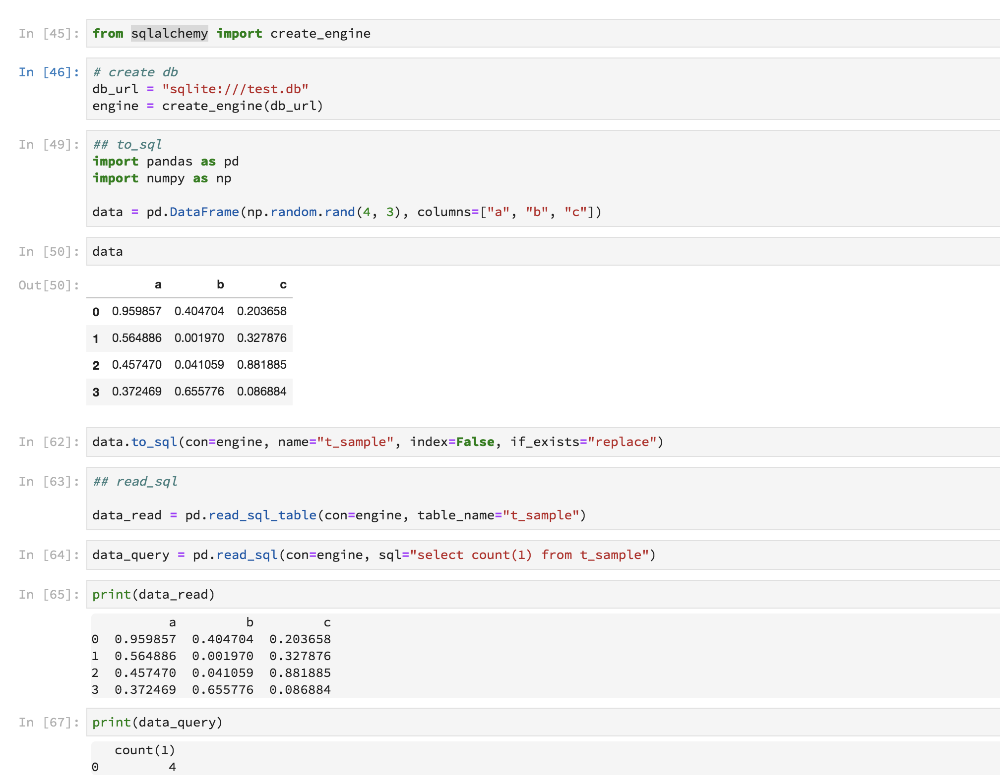 In [45]: from sqlalchemy import create_engine
In [46]: # create db
db_url = "sqlite:///test.db"
engine = create_engine(db_url)
In [49]: ## to_sql
import pandas as pd
import numpy as np
data = pd.DataFrame(np.random.rand(4, 3), columns=["a", "b", "c"])
In [50]: data
Out[50]: a b c
0 0.959857 0.404704 0.203658
1 0.564886 0.001970 0.327876
2 0.457470 0.041059 0.881885
3 0.372469 0.655776 0.086884
In [62]: data.to_sql(con=engine, name="t_sample", index=False, if_exists="replace")
In [63]: ## read_sql
data_read = pd.read_sql_table(con=engine, table_name="t_sample")
In [64]: data_query = pd.read_sql(con=engine, sql="select count(1) from t_sample")
In [65]: print(data_read)
a b c
0 0.959857 0.404704 0.203658
1 0.564886 0.001970 0.327876
2 0.457470 0.041059 0.881885
3 0.372469 0.655776 0.086884
In [67]: print(data_query)
count(1)
0 4